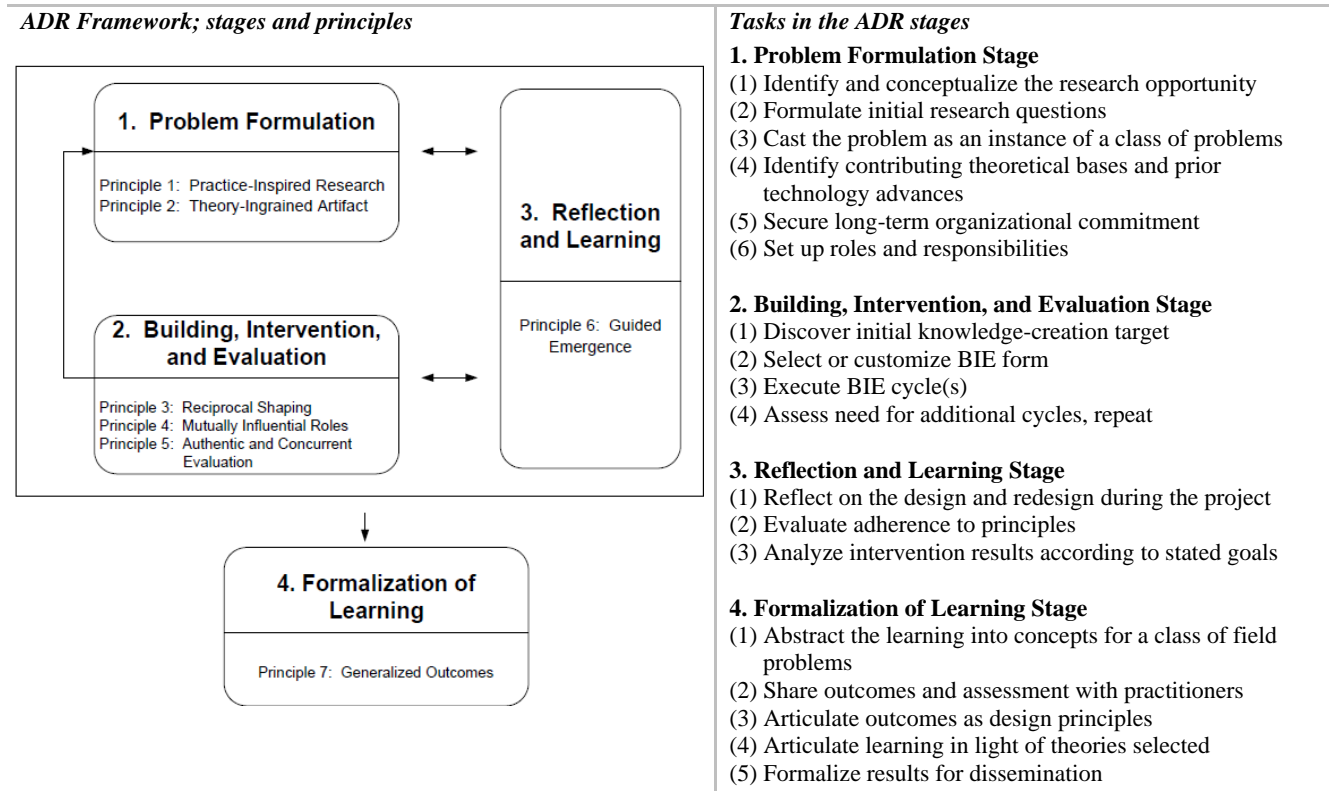 ADR Framework; stages and principles
1. Problem Formulation
Principle 1: Practice-Inspired Research
Principle 2: Theory-Ingrained Artifact
3. Reflection
and Learning
Principle 6: Guided
Emergence
2. Building, Intervention,
and Evaluation
Principle 3: Reciprocal Shaping
Principle 4: Mutually Influential Roles
Principle 5: Authentic and Concurrent
Evaluation
4. Formalization of
Learning
Principle 7: Generalized Outcomes
Tasks in the ADR stages
1. Problem Formulation Stage
(1) Identify and conceptualize the research opportunity
(2) Formulate initial research questions
(3) Cast the problem as an instance of a class of problems
(4) Identify contributing theoretical bases and prior
technology advances
(5) Secure long-term organizational commitment
(6) Set up roles and responsibilities
2. Building, Intervention, and Evaluation Stage
(1) Discover initial knowledge-creation target
(2) Select or customize BIE form
(3) Execute BIE cycle(s)
(4) Assess need for additional cycles, repeat
3. Reflection and Learning Stage
(1) Reflect on the design and redesign during the project
(2) Evaluate adherence to principles
(3) Analyze intervention results according to stated goals
4. Formalization of Learning Stage
(1) Abstract the learning into concepts for a class of field
problems
(2) Share outcomes and assessment with practitioners
(3) Articulate outcomes as design principles
(4) Articulate learning in light of theories selected
(5) Formalize results for dissemination